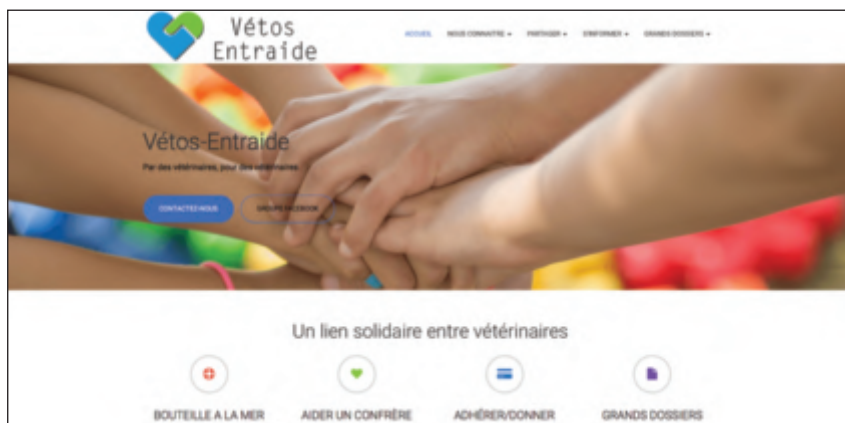 Vétos
Entraide
ACCUEIL NOUS CONNAITRE PARTAGER S'INFORMER GRANDS DOSSIERS
Vétos-Entraide
Par des vétérinaires, pour des vétérinaires
CONTACTEZ-NOUS GROUPE FACEBOOK
Un lien solidaire entre vétérinaires
BOUTEILLE A LA MER AIDER UN CONFRÈRE ADHÉRER/DONNER GRANDS DOSSIERS